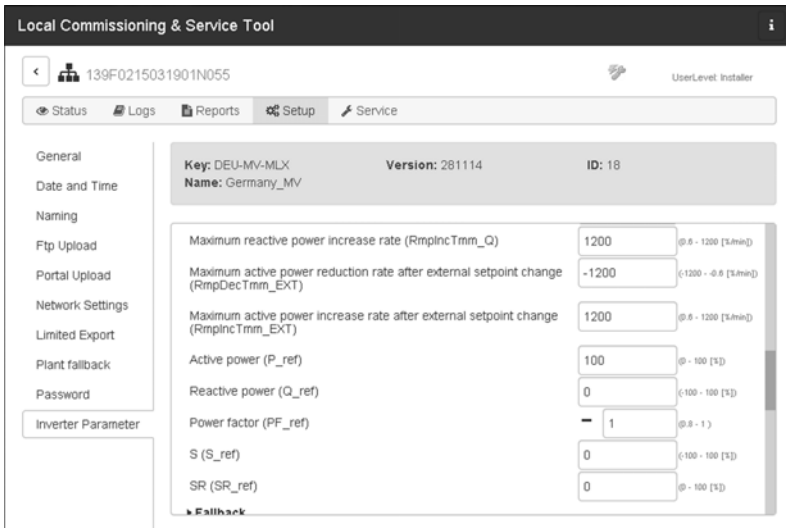 Local Commissioning & Service Tool
i
139F0215031901N055
UserLevel: Installer
Status
Logs
Reports
Setup
Service
General
Date and Time
Naming
Ftp Upload
Portal Upload
Network Settings
Limited Export
Plant fallback
Password
Inverter Parameter
Key: DEU-MV-MLX
Version: 281114
ID: 18
Name: Germany_MV
Maximum reactive power increase rate (RmpIncTmm_Q)
1200
(0.6 - 1200 [%/min])
Maximum active power reduction rate after external setpoint change
(RmpDecTmm_EXT)
-1200
(-1200 - -0.6 [%/min])
Maximum active power increase rate after external setpoint change
(RmpIncTmm_EXT)
1200
(0.6 - 1200 [%/min])
Active power (P_ref)
100
(0 - 100 [%])
Reactive power (Q_ref)
0
(-100 - 100 [%])
Power factor (PF_ref)
1
(0.8 - 1 )
S (S_ref)
0
(-100 - 100 [%])
SR (SR_ref)
0
(0 - 100 [%])
Fallback